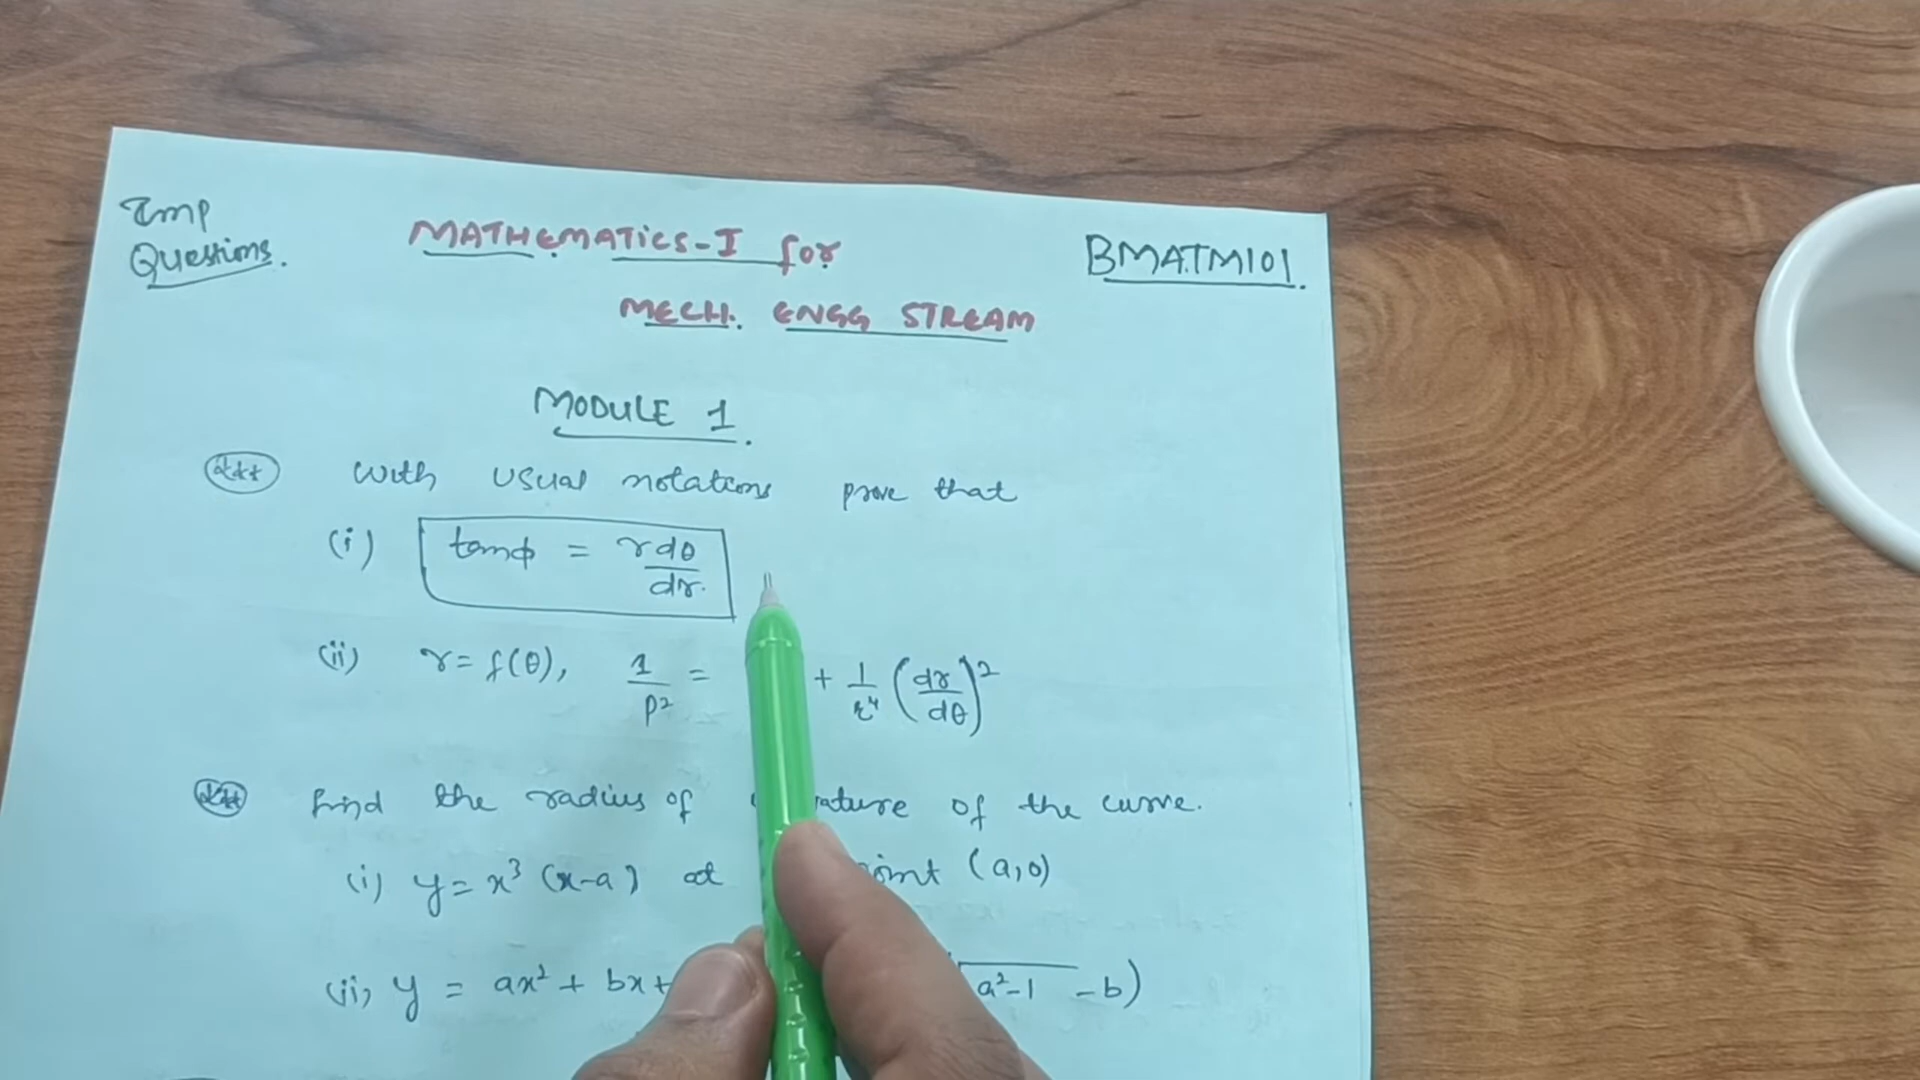 Imp
Questions.
MATHEMATICS-I for
MECH. ENGG STREAM
BMATM101.
MODULE 1.
*** with usual notations prove that
(i) tanφ = rdθ/dr.
(ii) r = f(θ), 1/p² = + 1/r⁴ (dr/dθ)²
*** find the radius of ature of the curve.
(i) y = x³ (x-a) at oint (a,0)
(ii) y = ax² + bx + a²-1 - b)